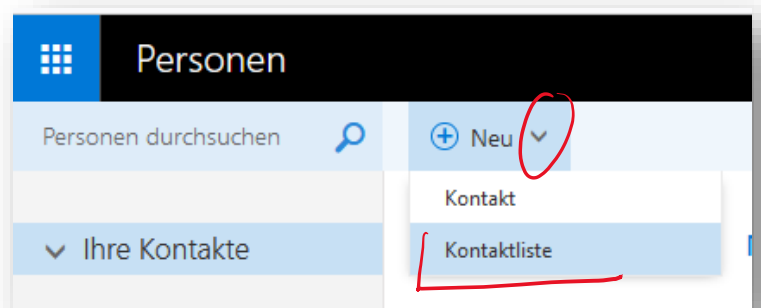 Personen
Personen durchsuchen
Neu
Kontakt
Ihre Kontakte
Kontaktliste